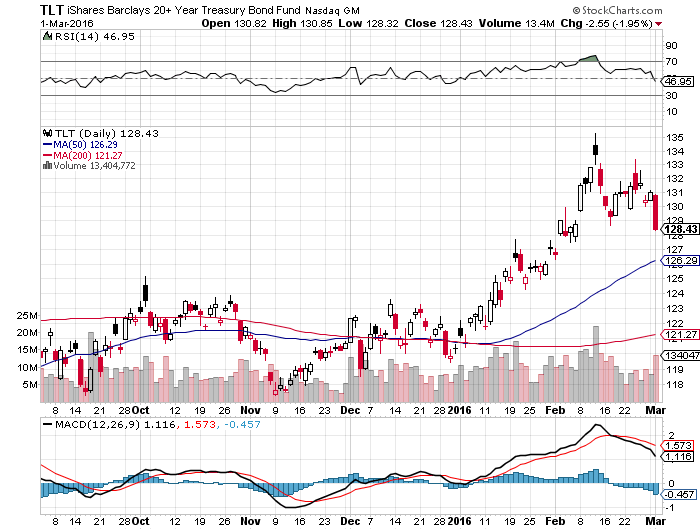 TLT iShares Barclays 20+ Year Treasury Bond Fund Nasdaq GM © StockCharts.com
1-Mar-2016 Open 130.82 High 130.85 Low 128.32 Close 128.43 Volume 13.4M Chg -2.55 (-1.95%)
RSI(14) 46.95
90
70
50
46.95
30
10
TLT (Daily) 128.43
MA(50) 126.29
MA(200) 121.27
Volume 13,404,772
135
134
133
132
131
130
129
128.43
128
127
126.29
125
124
123
122
121.27
13404772
119
118
25M
20M
15M
10M
5M
8 14 21 28 Oct 12 19 26 Nov 9 16 23 Dec 7 14 21 28 2016 11 19 25 Feb 8 16 22 Mar
MACD(12,26,9) 1.116, 1.573, -0.457
2
1.573
1.116
0
-0.457
-1
8 14 21 28 Oct 12 19 26 Nov 9 16 23 Dec 7 14 21 28 2016 11 19 25 Feb 8 16 22 Mar